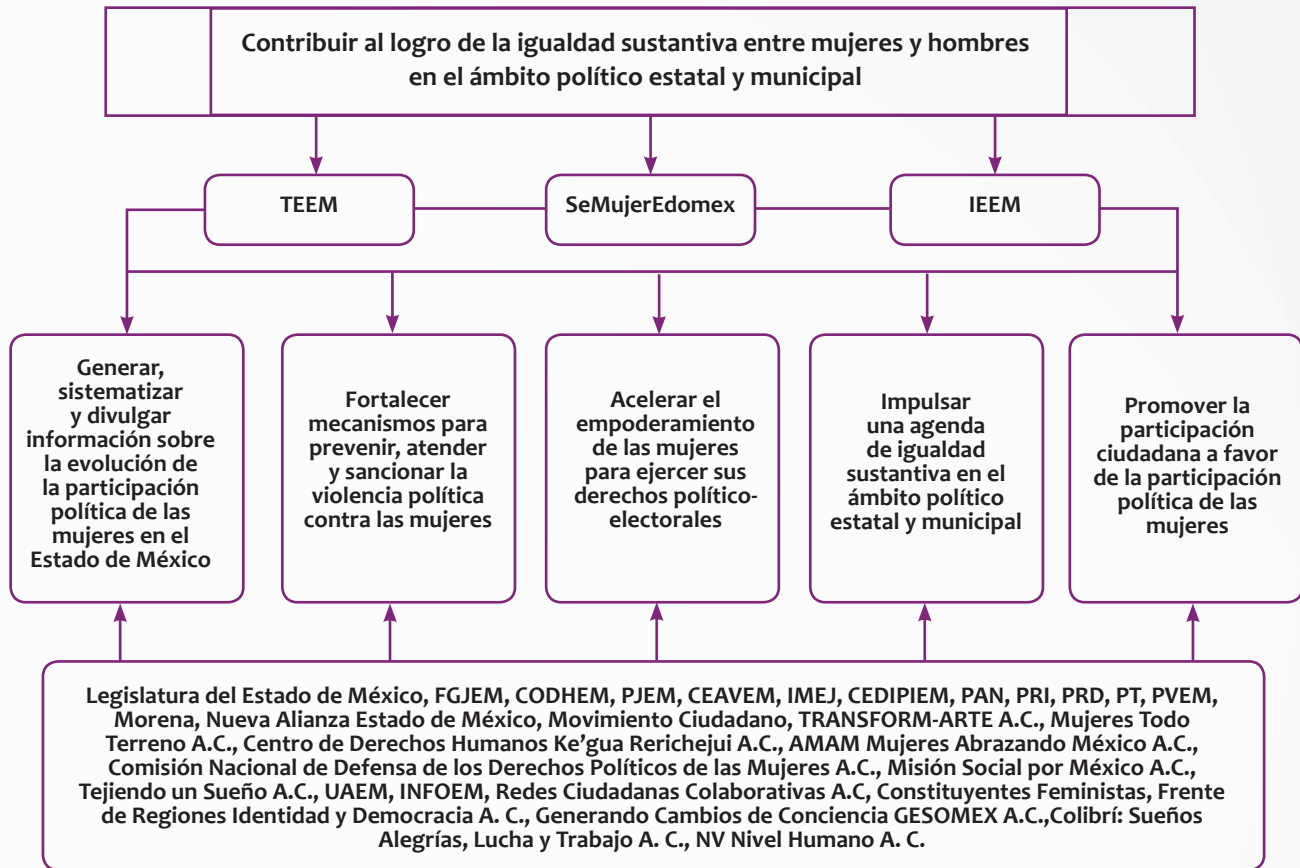 Contribuir al logro de la igualdad sustantiva entre mujeres y hombres
en el ámbito político estatal y municipal
TEEM
SeMujerEdomex
IEEM
Generar,
sistematizar
y divulgar
información sobre
la evolución de
la participación
política de las
mujeres en el
Estado de México
Fortalecer
mecanismos para
prevenir, atender
y sancionar la
violencia política
contra las mujeres
Acelerar el
empoderamiento
de las mujeres
para ejercer sus
derechos político-
electorales
Impulsar
una agenda
de igualdad
sustantiva en el
ámbito político
estatal y municipal
Promover la
participación
ciudadana a favor
de la participación
política de las
mujeres
Legislatura del Estado de México, FGJEM, CODHEM, PJEM, CEAVEM, IMEJ, CEDIPIEM, PAN, PRI, PRD, PT, PVEM,
Morena, Nueva Alianza Estado de México, Movimiento Ciudadano, TRANSFORM-ARTE A.C., Mujeres Todo
Terreno A.C., Centro de Derechos Humanos Ke’gua Rerichejui A.C., AMAM Mujeres Abrazando México A.C.,
Comisión Nacional de Defensa de los Derechos Políticos de las Mujeres A.C., Misión Social por México A.C.,
Tejiendo un Sueño A.C., UAEM, INFOEM, Redes Ciudadanas Colaborativas A.C, Constituyentes Feministas, Frente
de Regiones Identidad y Democracia A. C., Generando Cambios de Conciencia GESOMEX A.C.,Colibrí: Sueños
Alegrías, Lucha y Trabajo A. C., NV Nivel Humano A. C.